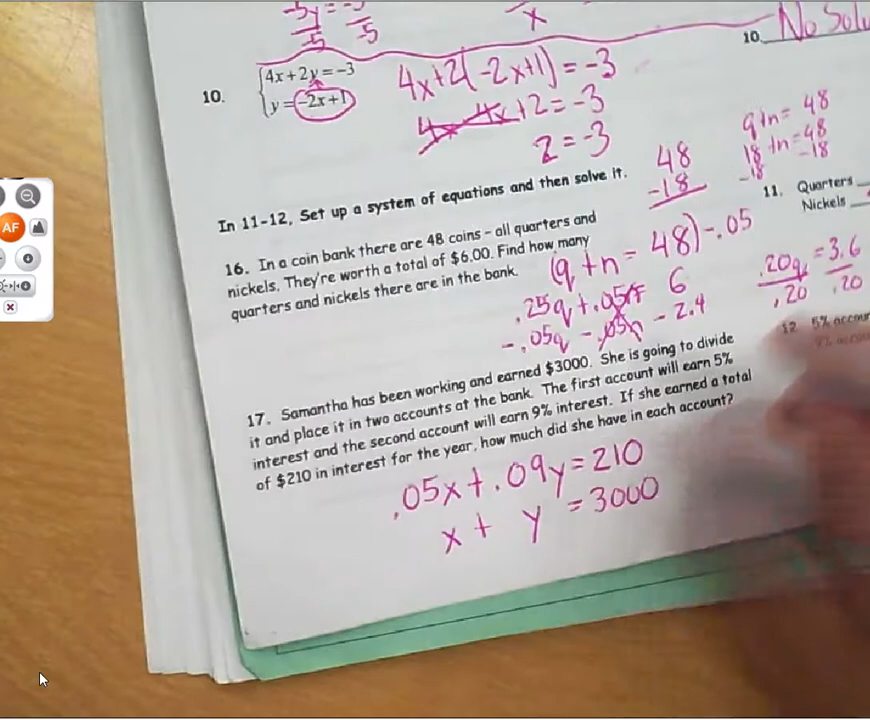 -5y = -5
-5 5
x
10. No Solu
10. 4x+2y=-3 4x+2(-2x+1) = -3
y=-2x+1 4x-4x+2=-3
2=-3
q+n= 48
48 18+n=48
-18 -18 -18
In 11-12, Set up a system of equations and then solve it.
11. Quarters
Nickels
16. In a coin bank there are 48 coins – all quarters and
nickels. They're worth a total of $6.00. Find how many
quarters and nickels there are in the bank.
(q+n = 48)-.05
.25q+.05n= 6
-.05q -.05n -2.4
.20q = 3.6
.20 .20
12. 5% accou
17. Samantha has been working and earned $3000. She is going to divide
it and place it in two accounts at the bank. The first account will earn 5%
interest and the second account will earn 9% interest. If she earned a total
of $210 in interest for the year, how much did she have in each account?
.05x+.09y=210
x + y =3000
AF